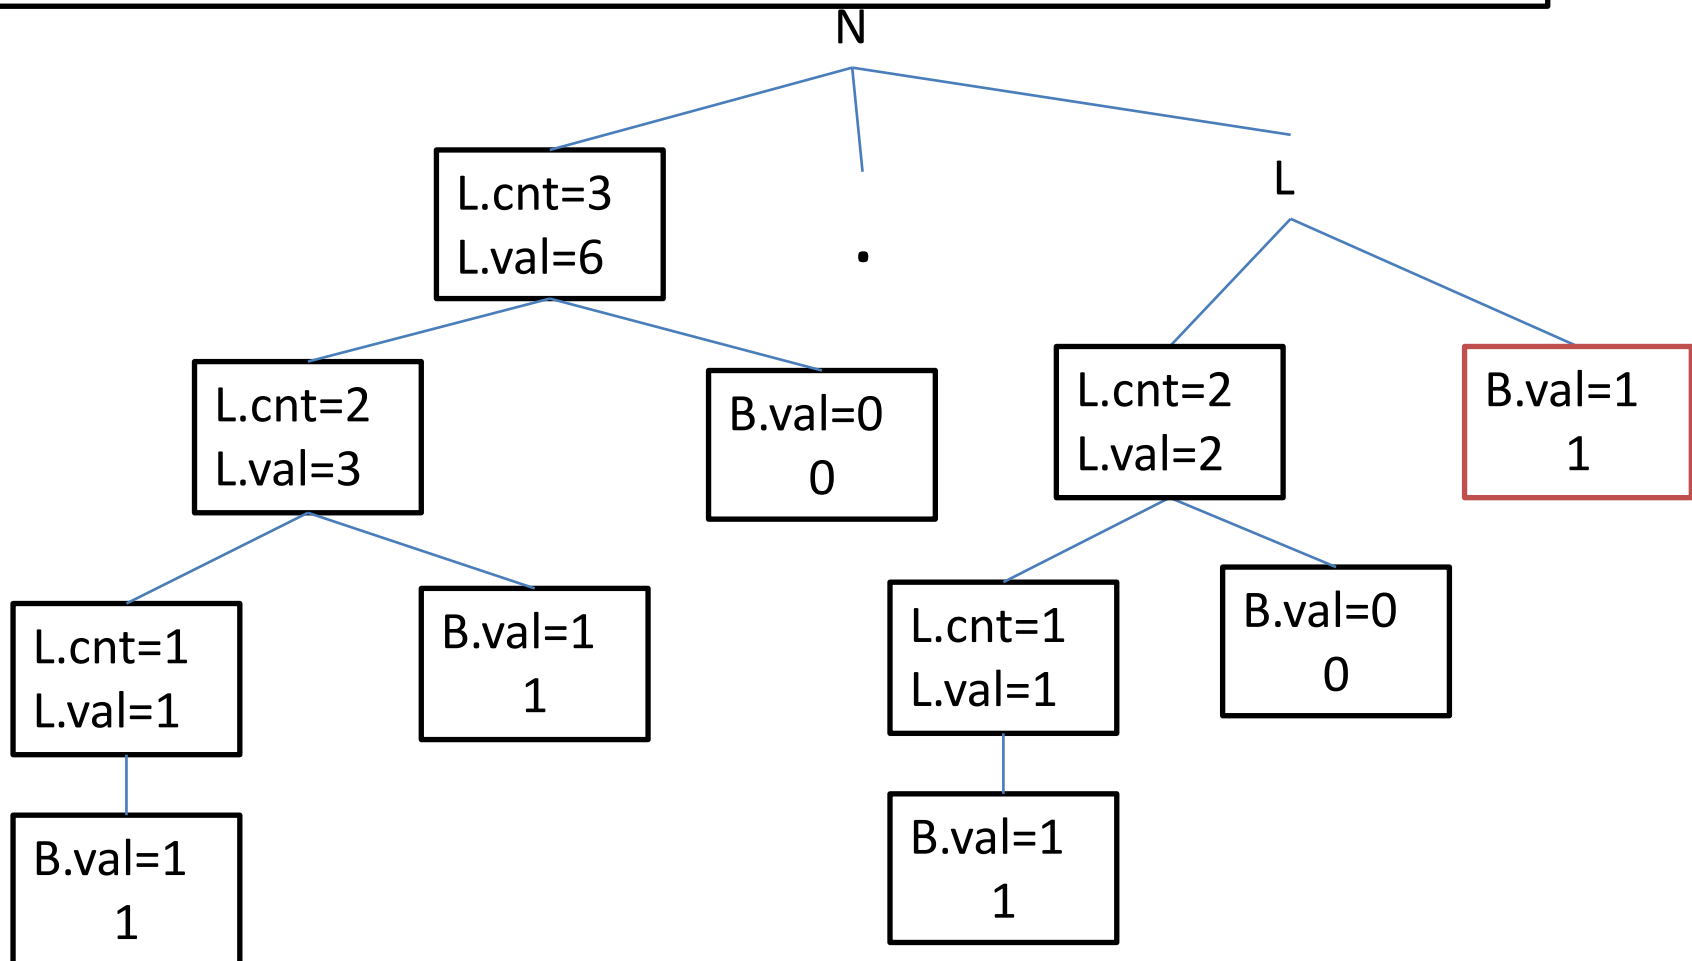 N
L.cnt=3
L.val=6
.
L
L.cnt=2
L.val=3
B.val=0
0
L.cnt=2
L.val=2
B.val=1
1
L.cnt=1
L.val=1
B.val=1
1
L.cnt=1
L.val=1
B.val=0
0
B.val=1
1
B.val=1
1